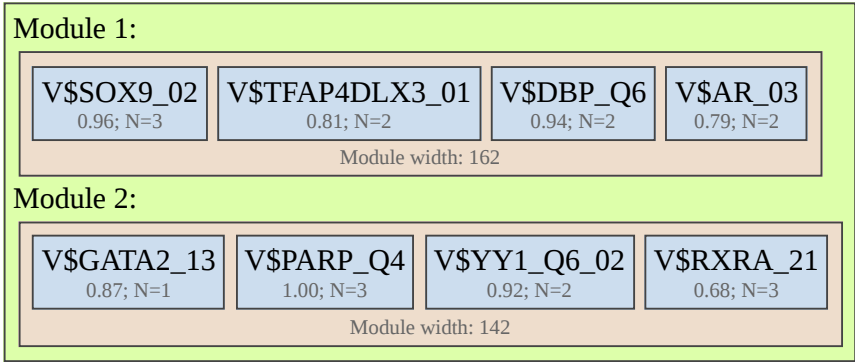 Module 1:
V$SOX9_02 V$TFAP4DLX3_01 V$DBP_Q6 V$AR_03
0.96; N=3 0.81; N=2 0.94; N=2 0.79; N=2
Module width: 162
Module 2:
V$GATA2_13 V$PARP_Q4 V$YY1_Q6_02 V$RXRA_21
0.87; N=1 1.00; N=3 0.92; N=2 0.68; N=3
Module width: 142